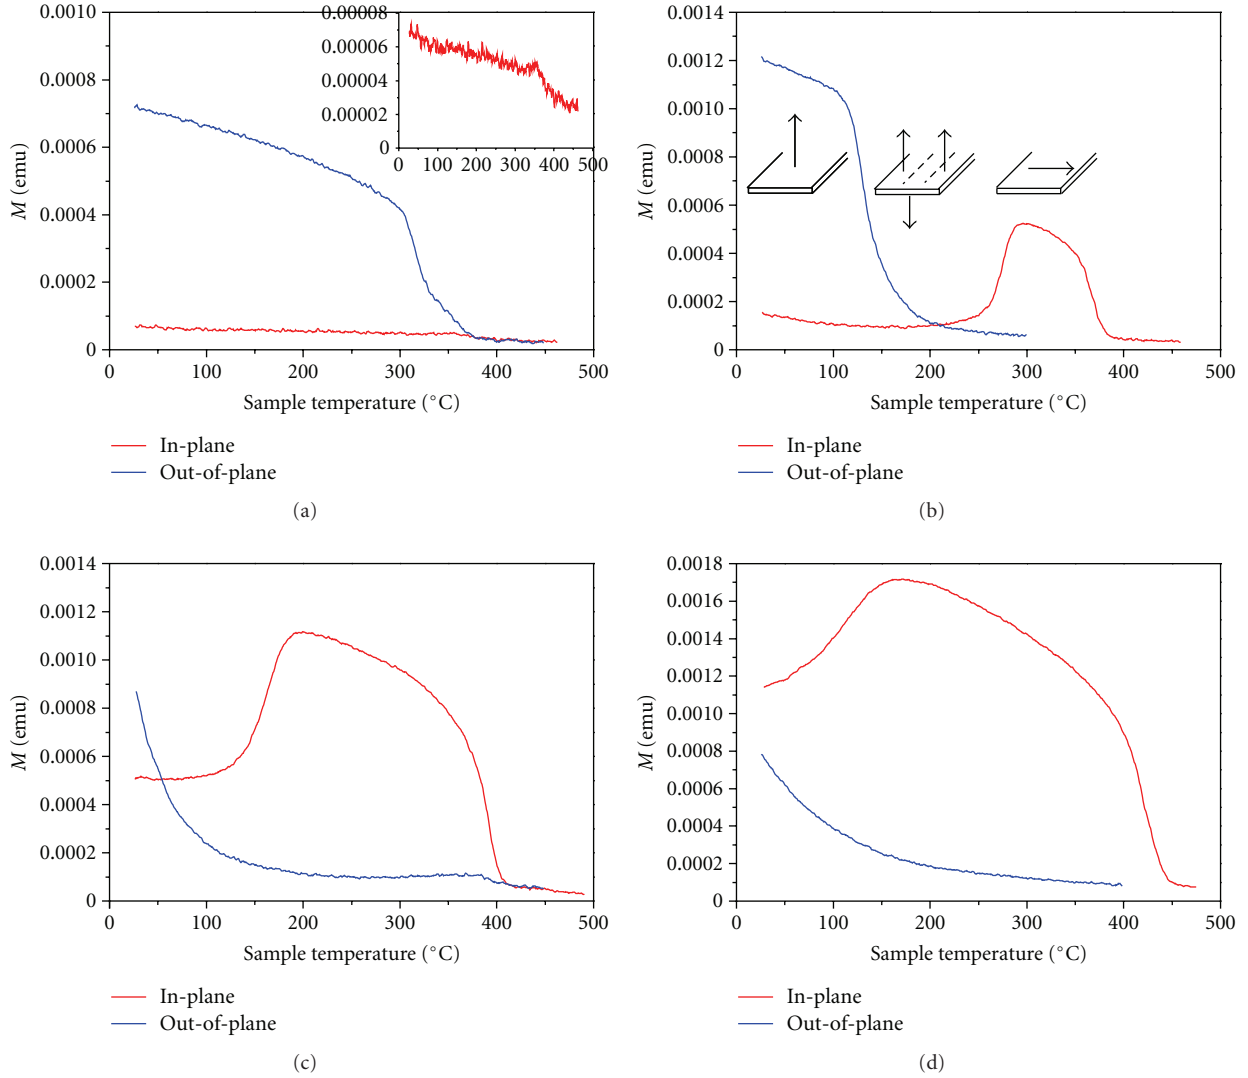 0.0010
0.0008
0.0006
0.0004
0.0002
0
M (emu)
0 100 200 300 400 500
Sample temperature (°C)
0.00008
0.00006
0.00004
0.00002
0
0 100 200 300 400 500
In-plane
Out-of-plane
(a)
0.0014
0.0012
0.0010
0.0008
0.0006
0.0004
0.0002
0
M (emu)
0 100 200 300 400 500
Sample temperature (°C)
In-plane
Out-of-plane
(b)
0.0014
0.0012
0.0010
0.0008
0.0006
0.0004
0.0002
0
M (emu)
0 100 200 300 400 500
Sample temperature (°C)
In-plane
Out-of-plane
(c)
0.0018
0.0016
0.0014
0.0012
0.0010
0.0008
0.0006
0.0004
0.0002
0
M (emu)
0 100 200 300 400 500
Sample temperature (°C)
In-plane
Out-of-plane
(d)